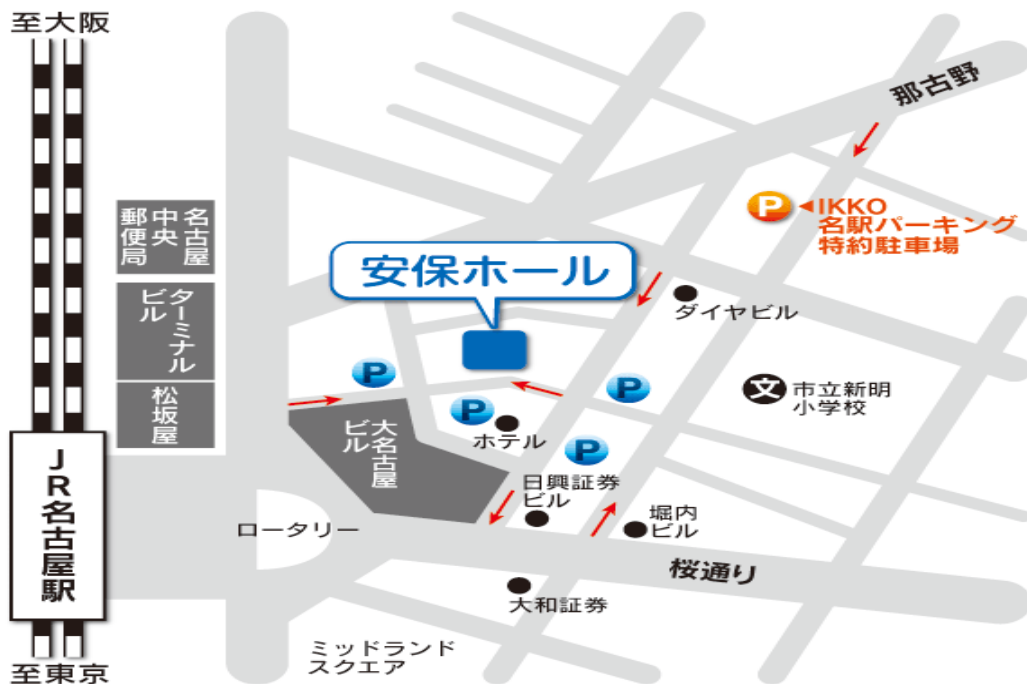 至大阪
那古野
P
IKKO
名駅パーキング
特約駐車場
名古屋
中央
郵便局
安保ホール
ターミナル
ビル
ダイヤビル
松坂屋
P
P
P
P
文
市立新明
小学校
大名古屋
ビル
ホテル
日興証券
ビル
JR名古屋駅
ロータリー
堀内
ビル
桜通り
大和証券
ミッドランド
スクエア
至東京